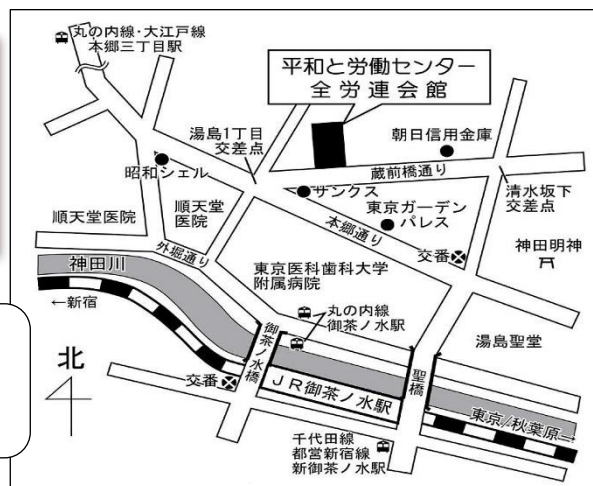 丸の内線・大江戸線
本郷三丁目駅
平和と労働センター
全労連会館
湯島1丁目
交差点
朝日信用金庫
昭和シェル
蔵前橋通り
サンクス
清水坂下
交差点
順天堂医院
順天堂
医院
本郷通り
東京ガーデン
パレス
外堀通り
交番
神田明神
神田川
東京医科歯科大学
附属病院
←新宿
丸の内線
御茶ノ水駅
湯島聖堂
御茶ノ水橋
聖橋
北
交番
JR御茶ノ水駅
東京/秋葉原→
千代田線
都営新宿線
新御茶ノ水駅